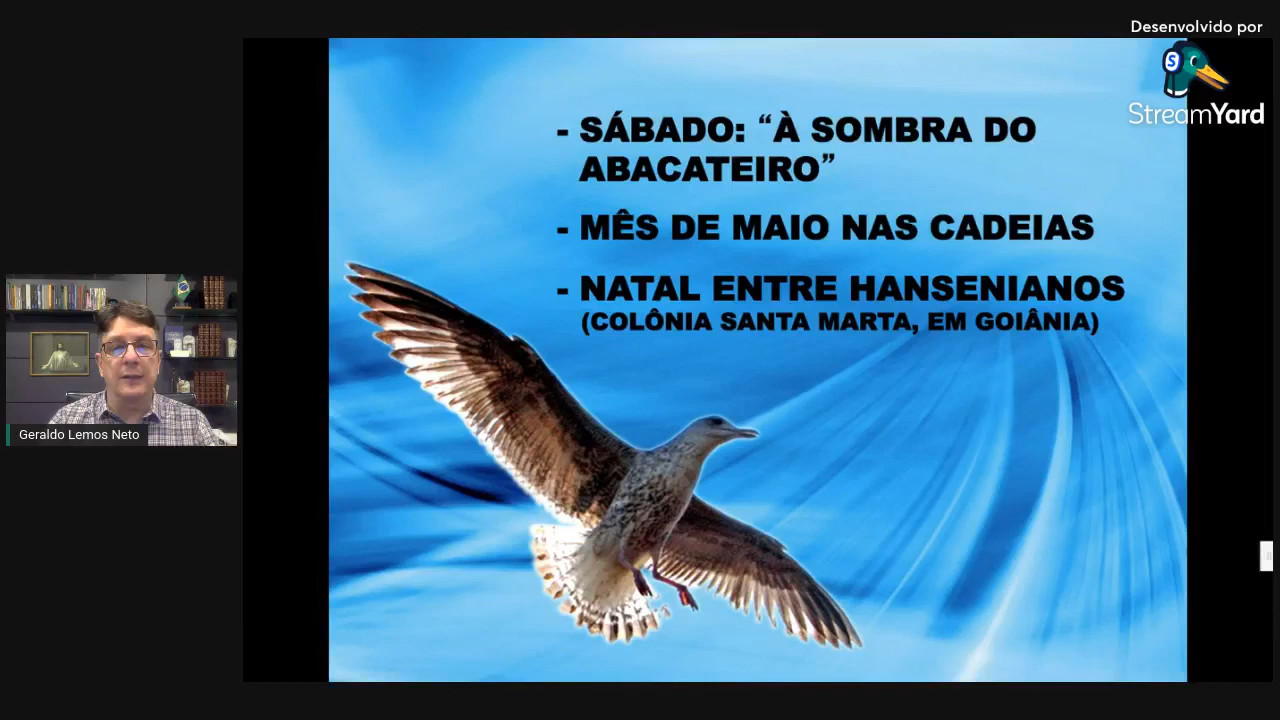 Desenvolvido por
StreamYard
- SÁBADO: “À SOMBRA DO
ABACATEIRO”
- MÊS DE MAIO NAS CADEIAS
- NATAL ENTRE HANSENIANOS
(COLÔNIA SANTA MARTA, EM GOIÂNIA)
Geraldo Lemos Neto